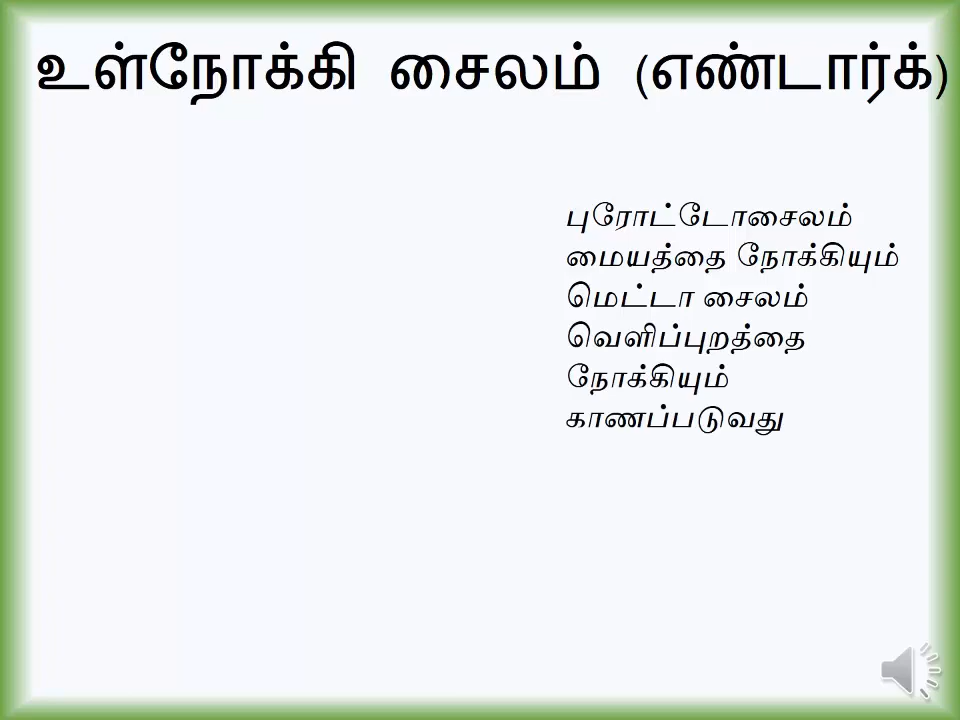 உள்நோக்கி சைலம் (எண்டார்க்)
புரோட்டோசைலம்
மையத்தை நோக்கியும்
மெட்டா சைலம்
வெளிப்புறத்தை
நோக்கியும்
காணப்படுவது